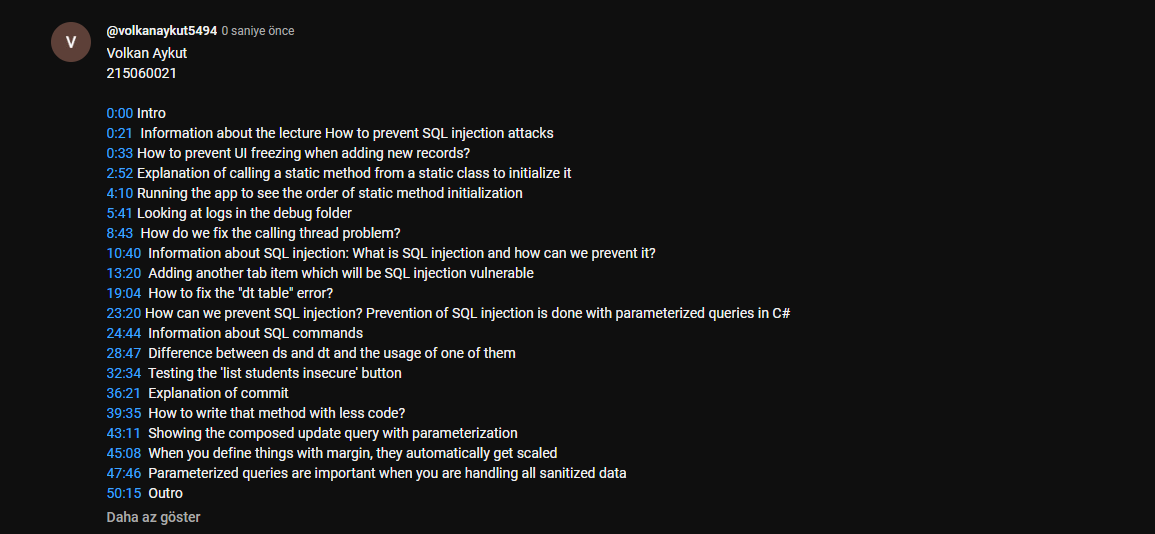 V
@volkanaykut5494 0 saniye önce
Volkan Aykut
215060021
0:00 Intro
0:21 Information about the lecture How to prevent SQL injection attacks
0:33 How to prevent UI freezing when adding new records?
2:52 Explanation of calling a static method from a static class to initialize it
4:10 Running the app to see the order of static method initialization
5:41 Looking at logs in the debug folder
8:43 How do we fix the calling thread problem?
10:40 Information about SQL injection: What is SQL injection and how can we prevent it?
13:20 Adding another tab item which will be SQL injection vulnerable
19:04 How to fix the "dt table" error?
23:20 How can we prevent SQL injection? Prevention of SQL injection is done with parameterized queries in C#
24:44 Information about SQL commands
28:47 Difference between ds and dt and the usage of one of them
32:34 Testing the 'list students insecure' button
36:21 Explanation of commit
39:35 How to write that method with less code?
43:11 Showing the composed update query with parameterization
45:08 When you define things with margin, they automatically get scaled
47:46 Parameterized queries are important when you are handling all sanitized data
50:15 Outro
Daha az göster